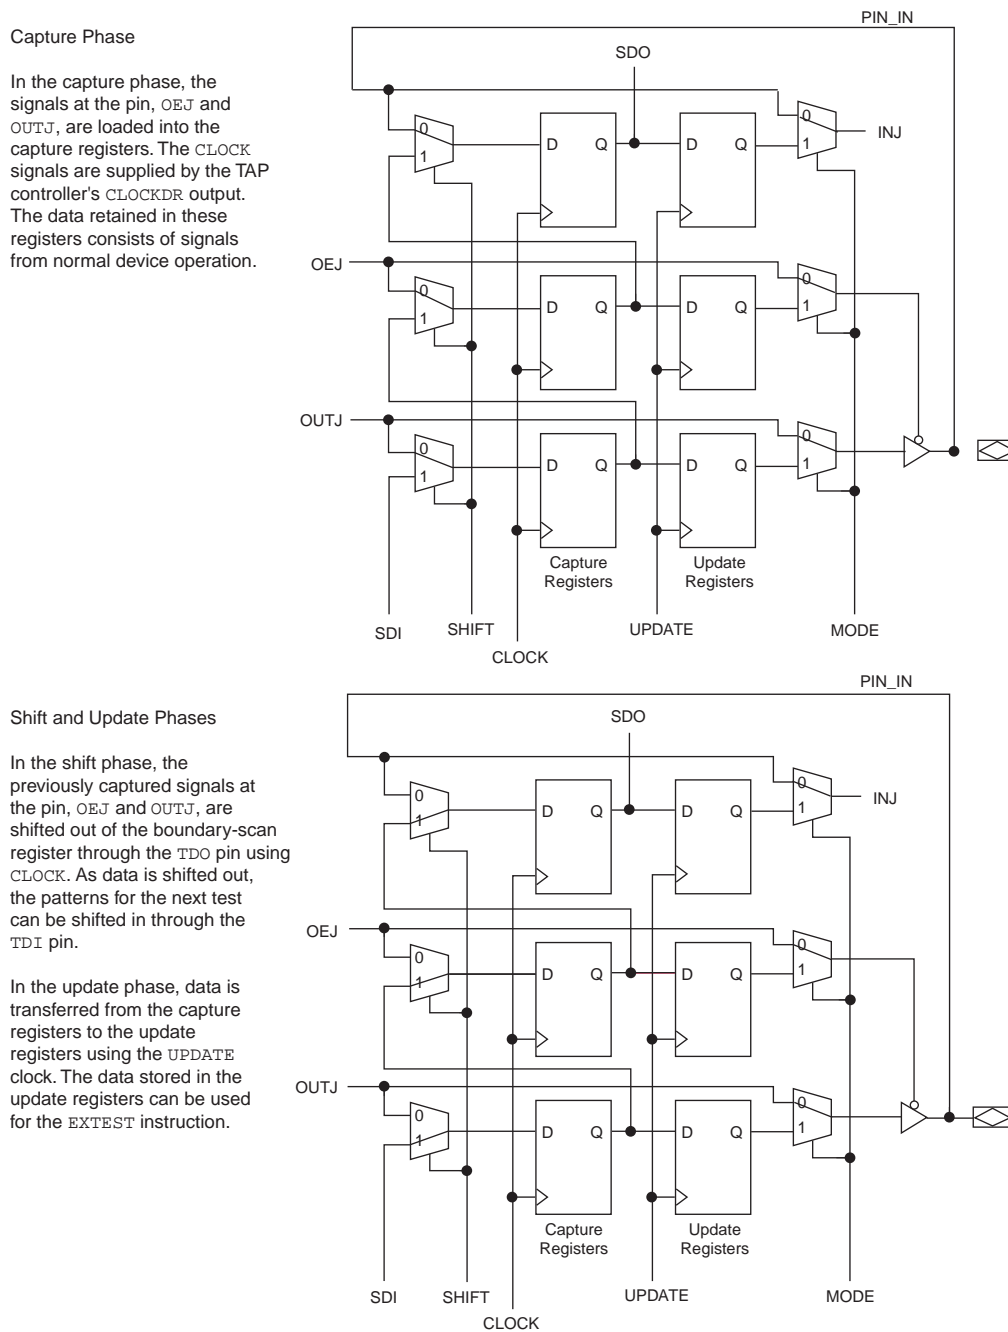 Capture Phase
In the capture phase, the
signals at the pin, OEJ and
OUTJ, are loaded into the
capture registers. The CLOCK
signals are supplied by the TAP
controller's CLOCKDR output.
The data retained in these
registers consists of signals
from normal device operation.
PIN_IN
SDO
0
1
D Q
D Q
0
1
INJ
OEJ
0
1
D Q
D Q
0
1
OUTJ
0
1
D Q
D Q
0
1
Capture
Registers
Update
Registers
SDI
SHIFT
CLOCK
UPDATE
MODE
Shift and Update Phases
In the shift phase, the
previously captured signals at
the pin, OEJ and OUTJ, are
shifted out of the boundary-scan
register through the TDO pin using
CLOCK. As data is shifted out,
the patterns for the next test
can be shifted in through the
TDI pin.
In the update phase, data is
transferred from the capture
registers to the update
registers using the UPDATE
clock. The data stored in the
update registers can be used
for the EXTEST instruction.
PIN_IN
SDO
0
1
D Q
D Q
0
1
INJ
OEJ
0
1
D Q
D Q
0
1
OUTJ
0
1
D Q
D Q
0
1
Capture
Registers
Update
Registers
SDI
SHIFT
CLOCK
UPDATE
MODE